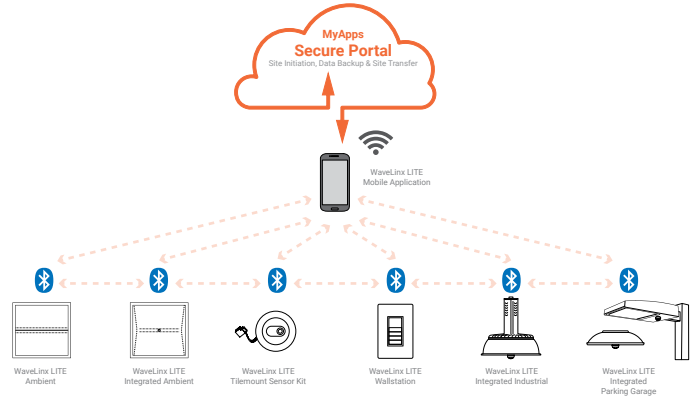 MyApps
Secure Portal
Site Initiation, Data Backup & Site Transfer
WaveLinx LITE
Mobile Application
WaveLinx LITE
Ambient
WaveLinx LITE
Integrated Ambient
WaveLinx LITE
Tilemount Sensor Kit
WaveLinx LITE
Wallstation
WaveLinx LITE
Integrated Industrial
WaveLinx LITE
Integrated
Parking Garage